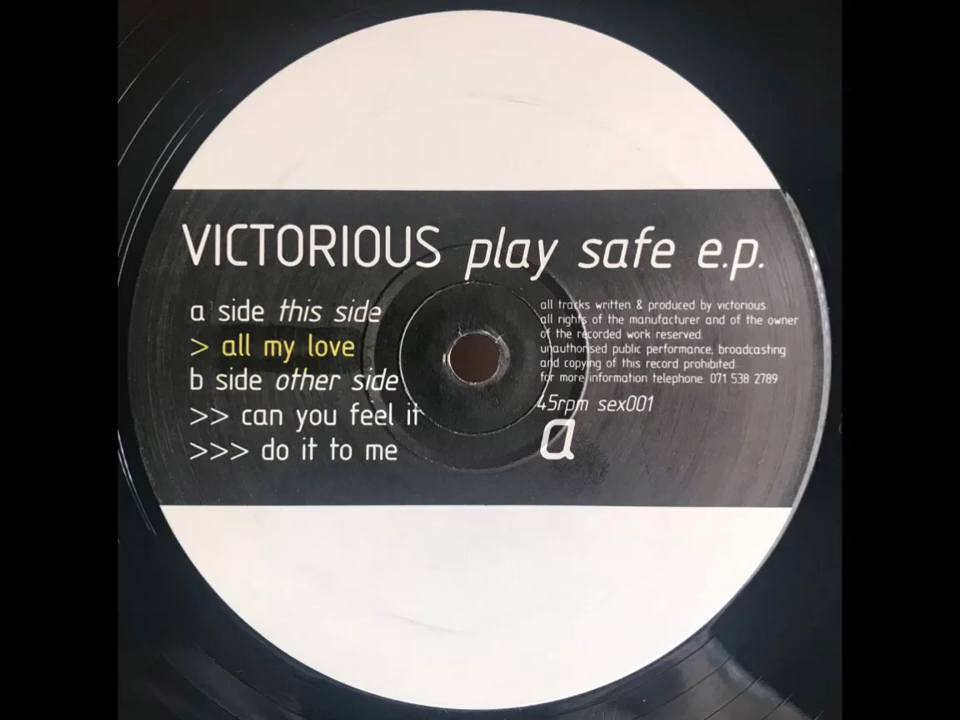 VICTORIOUS play safe e.p.
a side this side
> all my love
b side other side
>> can you feel it
>>> do it to me
all tracks written & produced by victorious.
all rights of the manufacturer and of the owner
of the recorded work reserved.
unauthorised public performance, broadcasting
and copying of this record prohibited.
for more information telephone. 071 538 2789
45rpm sex001
a